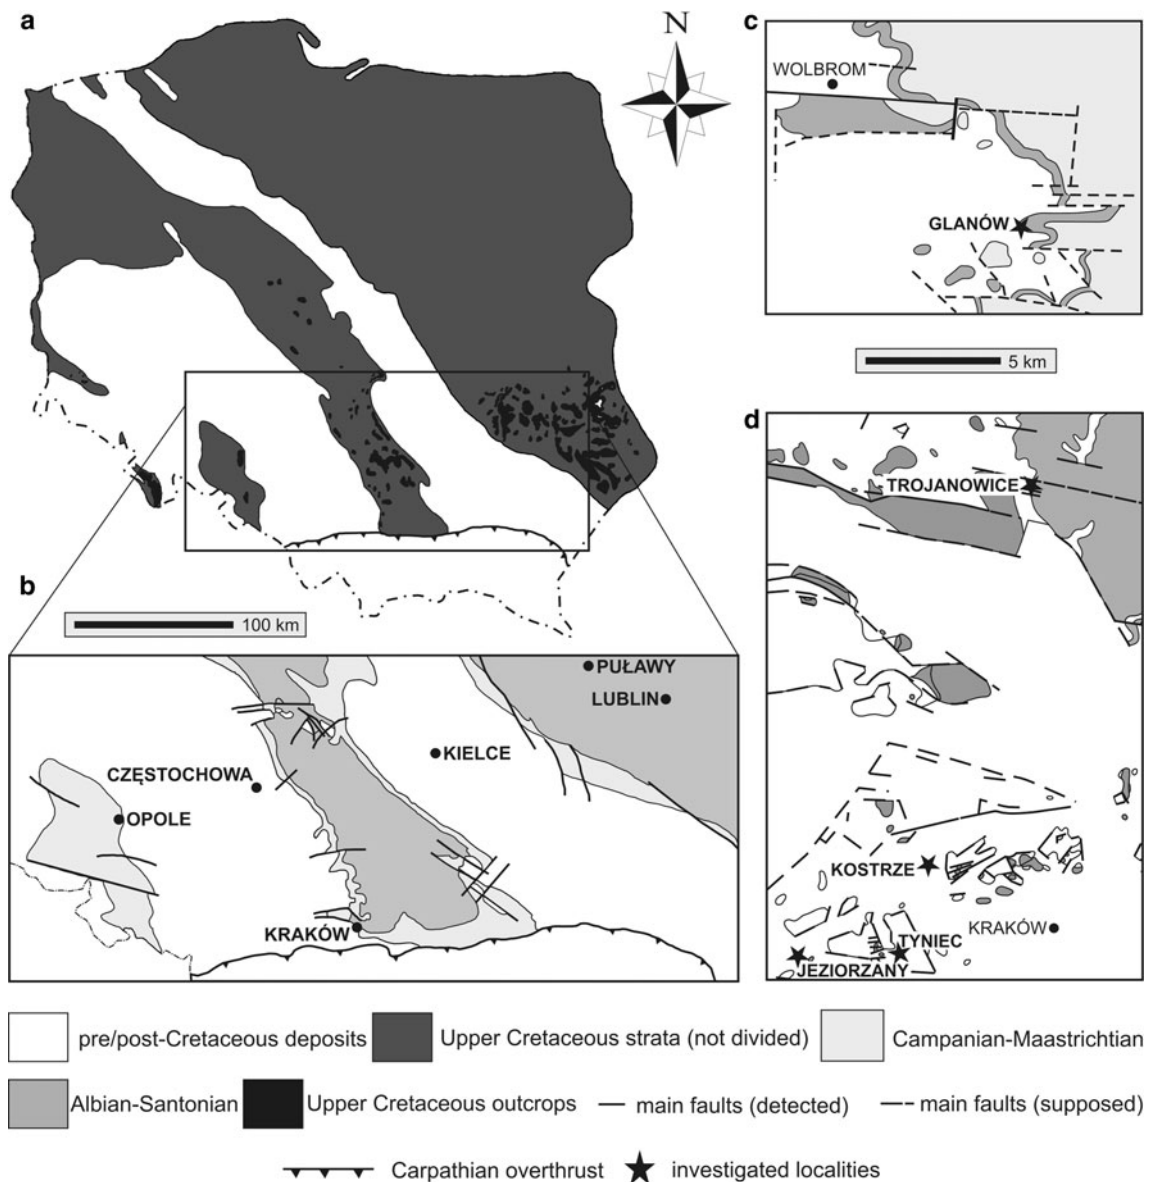 a
N
c
WOLBROM
GLANÓW
5 km
d
TROJANOWICE
b
100 km
PUŁAWY
LUBLIN
KIELCE
CZĘSTOCHOWA
OPOLE
KRAKÓW
KOSTRZE
TYNIEC
KRAKÓW
JEZIORZANY
pre/post-Cretaceous deposits
Upper Cretaceous strata (not divided)
Campanian-Maastrichtian
Albian-Santonian
Upper Cretaceous outcrops
main faults (detected)
main faults (supposed)
Carpathian overthrust
investigated localities